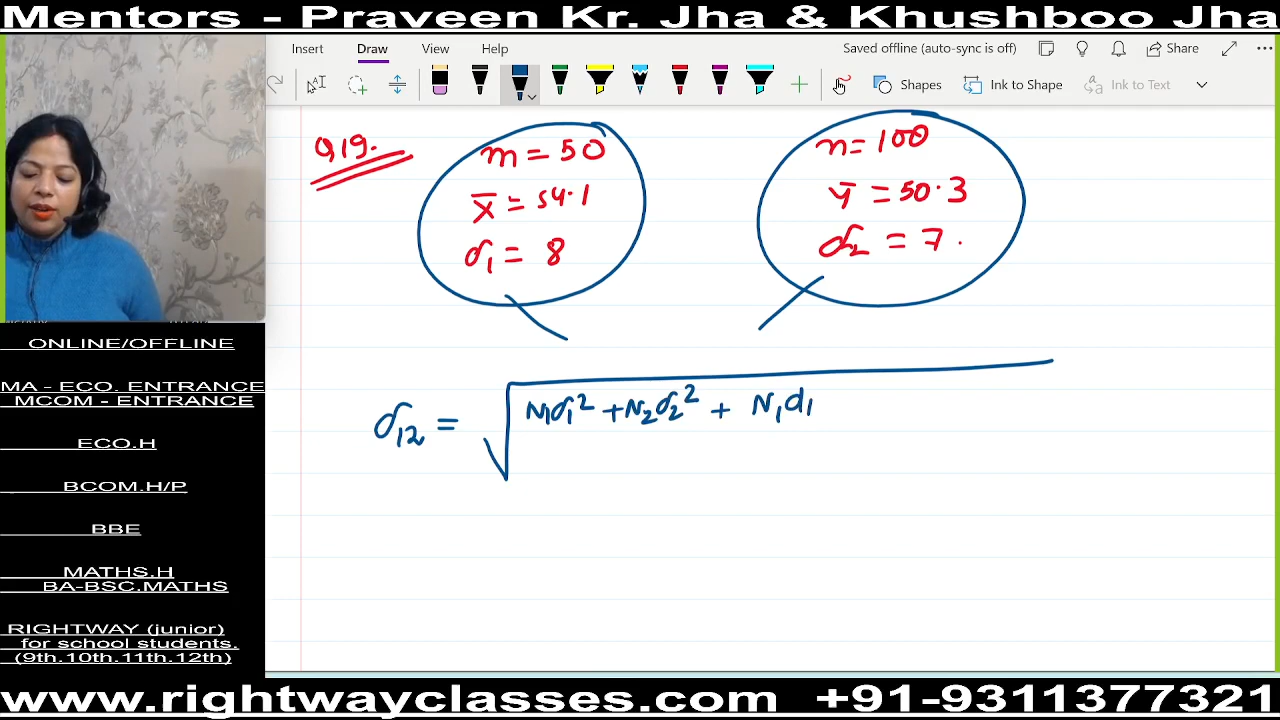 Mentors - Praveen Kr. Jha & Khushboo Jha
Insert Draw View Help Saved offline (auto-sync is off) Share
Shapes Ink to Shape Ink to Text
Q19.
m = 50
x̄ = 54.1
σ₁ = 8
n = 100
ȳ = 50.3
σ₂ = 7.
σ₁₂ = √(N₁σ₁² + N₂σ₂² + N₁d₁
ONLINE/OFFLINE
MA - ECO. ENTRANCE
MCOM - ENTRANCE
ECO.H
BCOM.H/P
BBE
MATHS.H
BA-BSC.MATHS
RIGHTWAY (junior)
for school students.
(9th.10th.11th.12th)
www.rightwayclasses.com +91-9311377321